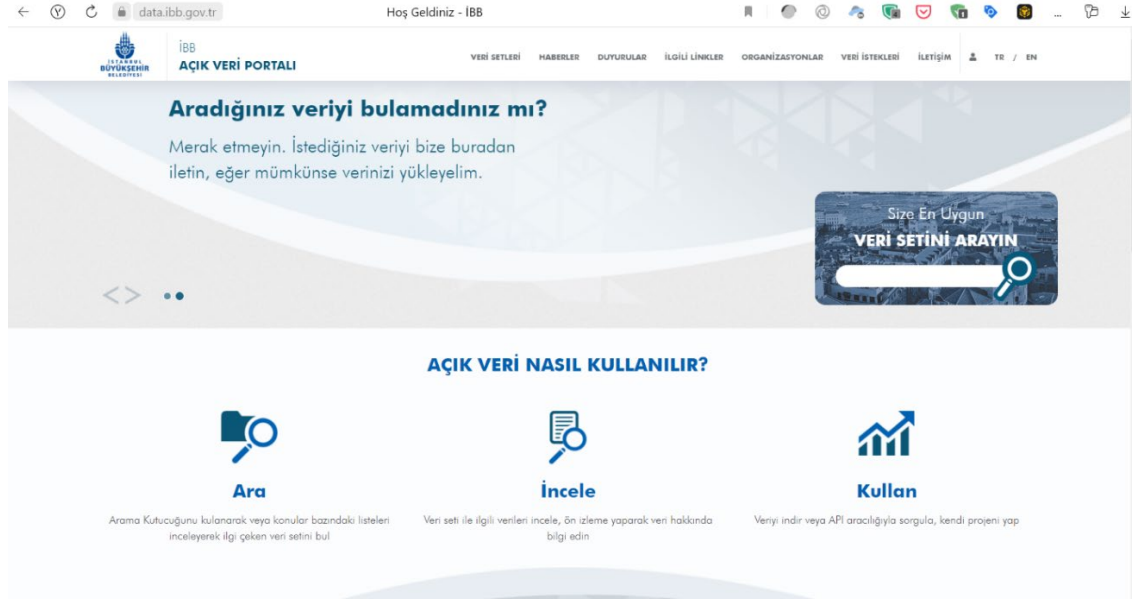 data.ibb.gov.tr
Hoş Geldiniz - İBB
...
İSTANBUL
BÜYÜKŞEHİR
BELEDİYESİ
İBB
AÇIK VERİ PORTALI
VERİ SETLERİ HABERLER DUYURULAR İLGİLİ LİNKLER ORGANİZASYONLAR VERİ İSTEKLERİ İLETİŞİM TR / EN
Aradığınız veriyi bulamadınız mı?
Merak etmeyin. İstediğiniz veriyi bize buradan
iletin, eğer mümkünse verinizi yükleyelim.
Size En Uygun
VERİ SETİNİ ARAYIN
< >
AÇIK VERİ NASIL KULLANILIR?
Ara
Arama Kutucuğunu kulanarak veya konular bazındaki listeleri
inceleyerek ilgi çeken veri setini bul
İncele
Veri seti ile ilgili verileri incele, ön izleme yaparak veri hakkında
bilgi edin
Kullan
Veriyi indir veya API aracılığıyla sorgula, kendi projeni yap